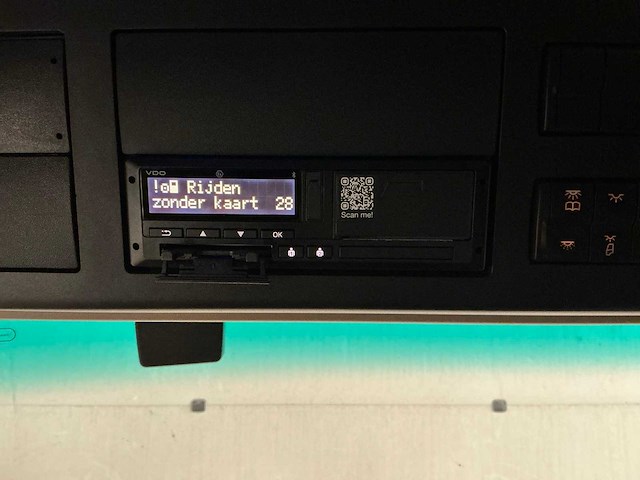 VDO
!⊙ Rijden
zonder kaart 28
OK
Scan me!